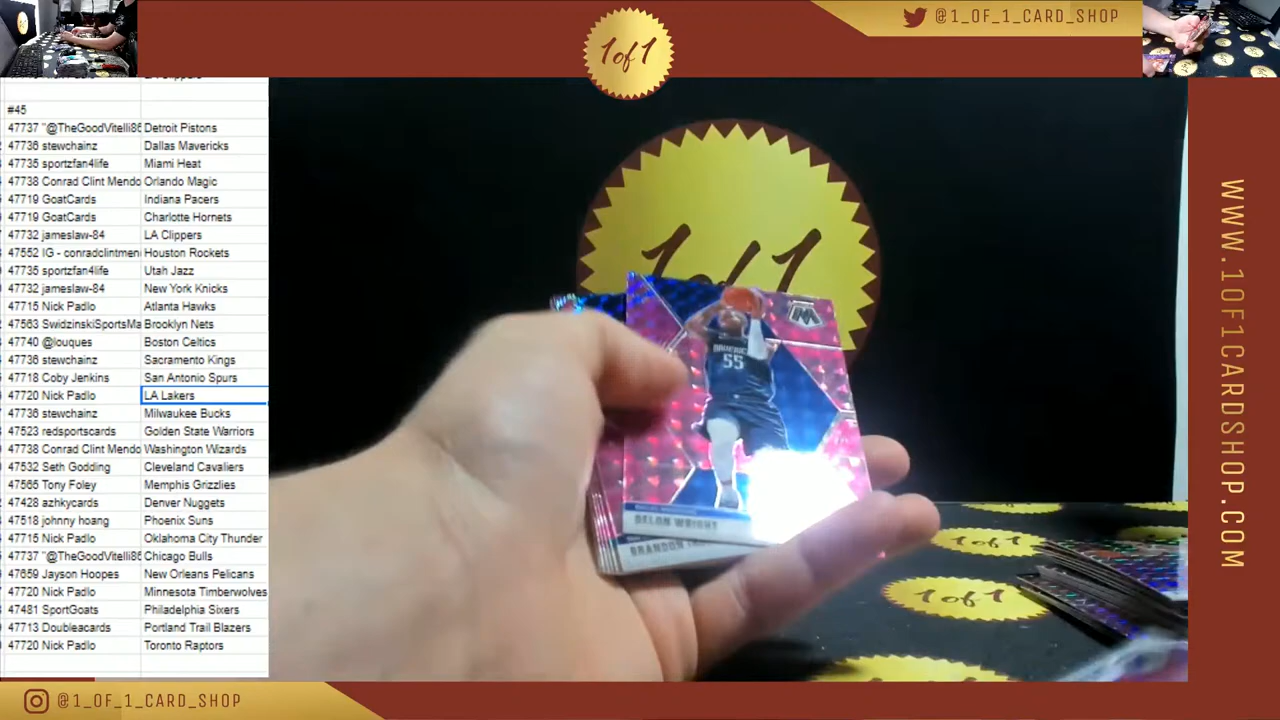 1of1
@1_OF_1_CARD_SHOP
#45
47737 "@TheGoodVitelli86 Detroit Pistons
47736 stewchainz Dallas Mavericks
47735 sportzfan4life Miami Heat
47738 Conrad Clint Mendo Orlando Magic
47719 GoatCards Indiana Pacers
47719 GoatCards Charlotte Hornets
47732 jameslaw-84 LA Clippers
47552 IG - conradclintmen Houston Rockets
47735 sportzfan4life Utah Jazz
47732 jameslaw-84 New York Knicks
47715 Nick Padlo Atlanta Hawks
47563 SwidzinskiSportsMa Brooklyn Nets
47740 @louques Boston Celtics
47736 stewchainz Sacramento Kings
47718 Coby Jenkins San Antonio Spurs
47720 Nick Padlo LA Lakers
47736 stewchainz Milwaukee Bucks
47523 redsportscards Golden State Warriors
47738 Conrad Clint Mendo Washington Wizards
47532 Seth Godding Cleveland Cavaliers
47566 Tony Foley Memphis Grizzlies
47428 azhkycards Denver Nuggets
47518 johnny hoang Phoenix Suns
47715 Nick Padlo Oklahoma City Thunder
47737 "@TheGoodVitelli86 Chicago Bulls
47659 Jayson Hoopes New Orleans Pelicans
47720 Nick Padlo Minnesota Timberwolves
47481 SportGoats Philadelphia Sixers
47713 Doubleacards Portland Trail Blazers
47720 Nick Padlo Toronto Raptors
1of1
M
55
DELON WRIGHT
BRANDON
1of1
1of1
WWW.1OF1CARDSHOP.COM
@1_OF_1_CARD_SHOP